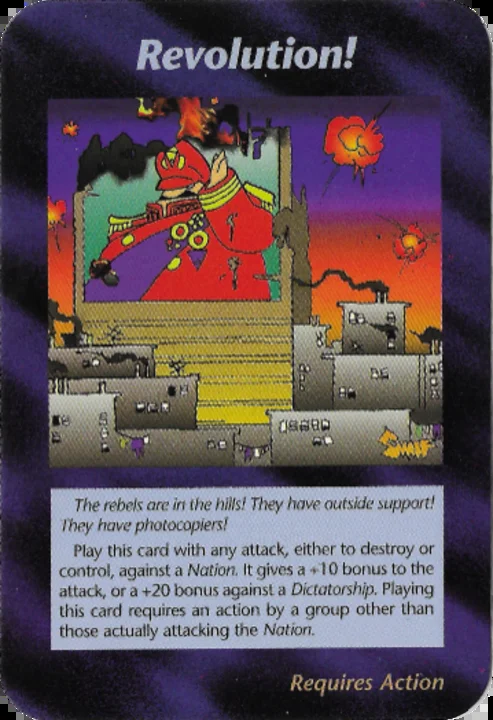 Revolution!
The rebels are in the hills! They have outside support!
They have photocopiers!
Play this card with any attack, either to destroy or
control, against a Nation. It gives a +10 bonus to the
attack, or a +20 bonus against a Dictatorship. Playing
this card requires an action by a group other than
those actually attacking the Nation.
Requires Action